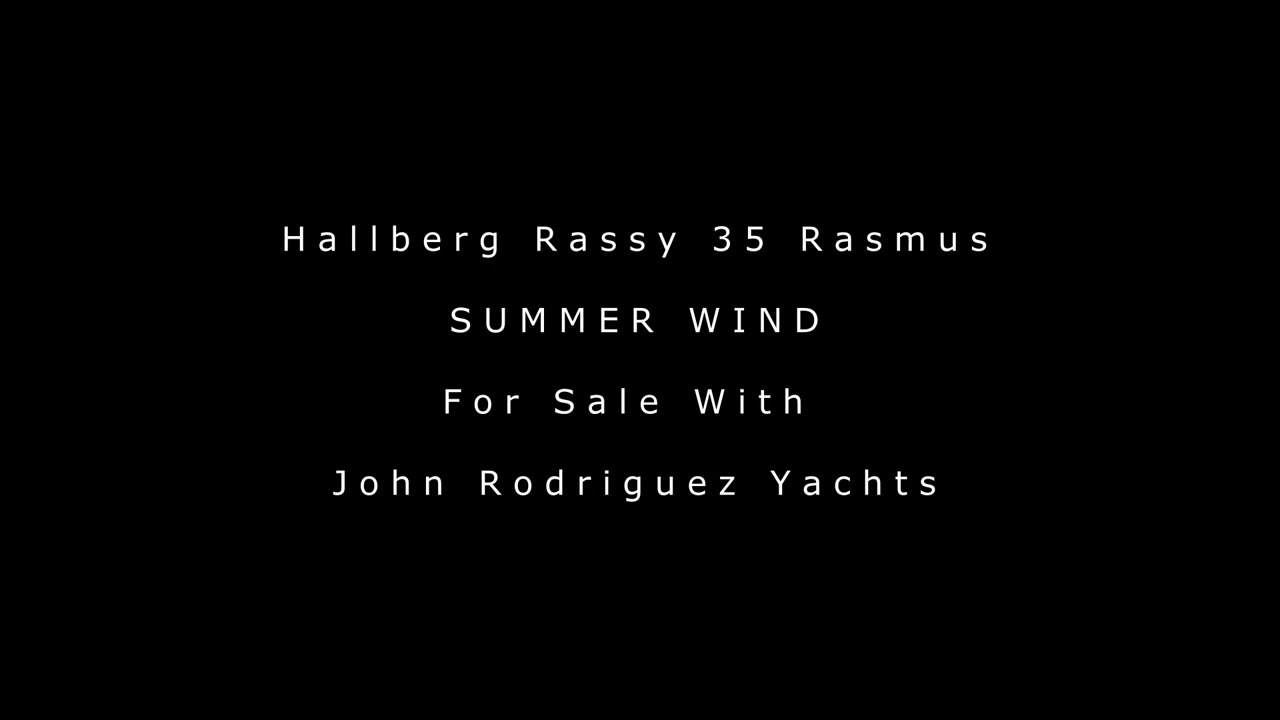 Hallberg Rassy 35 Rasmus
SUMMER WIND
For Sale With
John Rodriguez Yachts